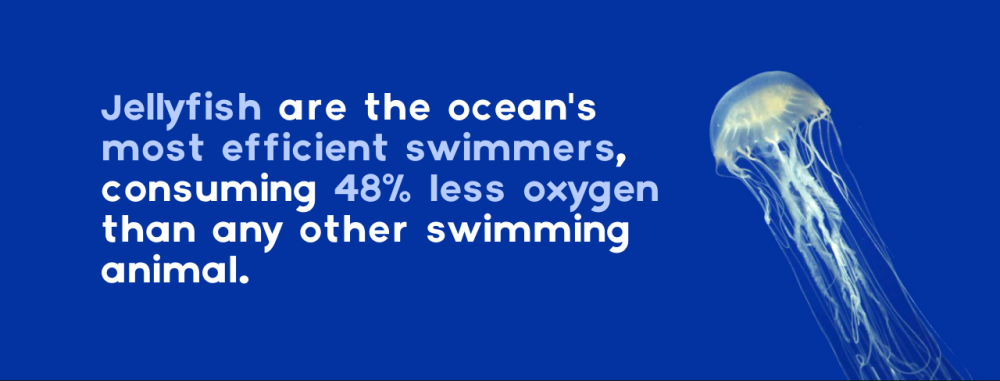 Jellyfish are the ocean's
most efficient swimmers,
consuming 48% less oxygen
than any other swimming
animal.